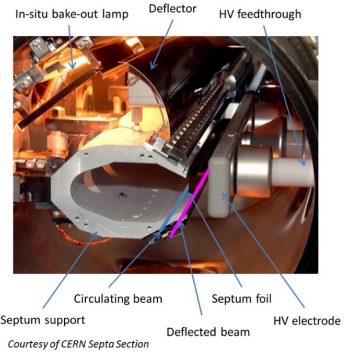 In-situ bake-out lamp
Deflector
HV feedthrough
Circulating beam
Septum foil
Septum support
Deflected beam
HV electrode
Courtesy of CERN Septa Section